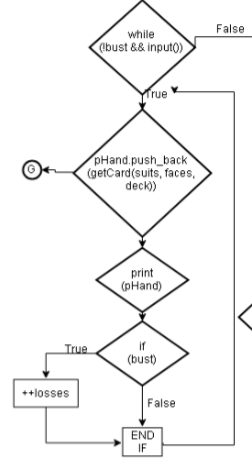 False
while
(!bust && input())
True
pHand.push_back
(getCard(suits, faces,
deck))
G
print
(pHand)
if
(bust)
True
++losses
False
END
IF